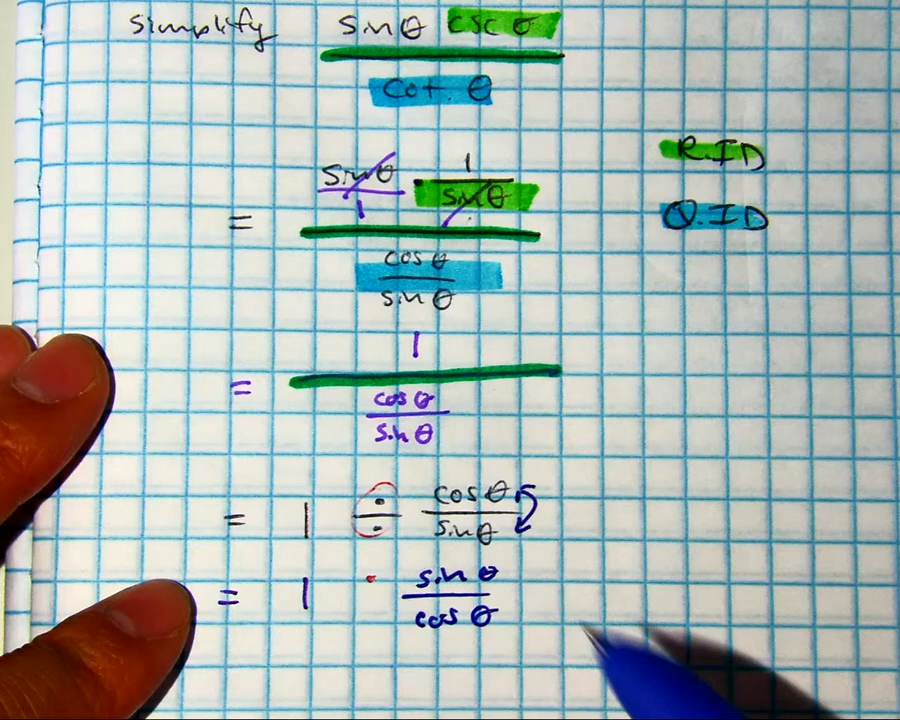 simplify sinθ csc θ
cot. θ
R.ID
Q.ID
sinθ 1
= 1 sinθ
cosθ
sinθ
1
=
cosθ
sinθ
= 1 ÷ cosθ
sinθ
= 1 · sinθ
cosθ